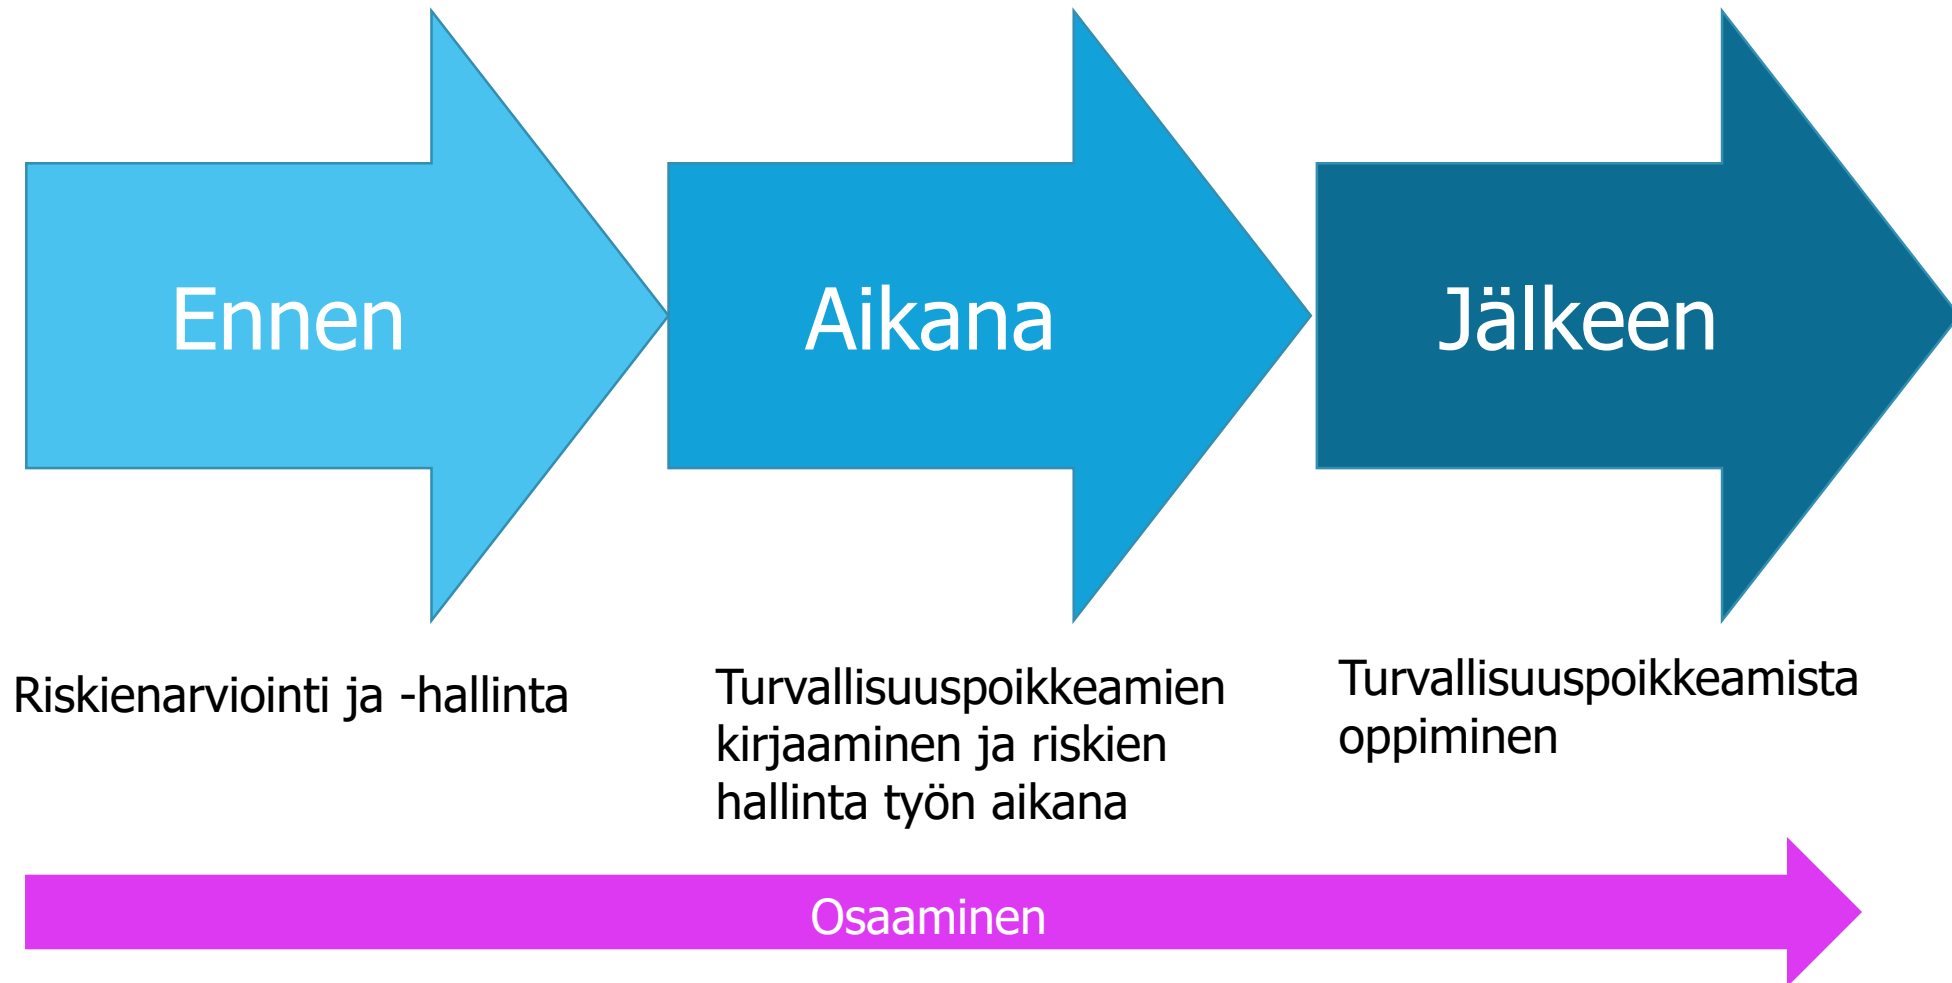 Ennen
Aikana
Jälkeen
Riskienarviointi ja -hallinta
Turvallisuuspoikkeamien
kirjaaminen ja riskien
hallinta työn aikana
Turvallisuuspoikkeamista
oppiminen
Osaaminen